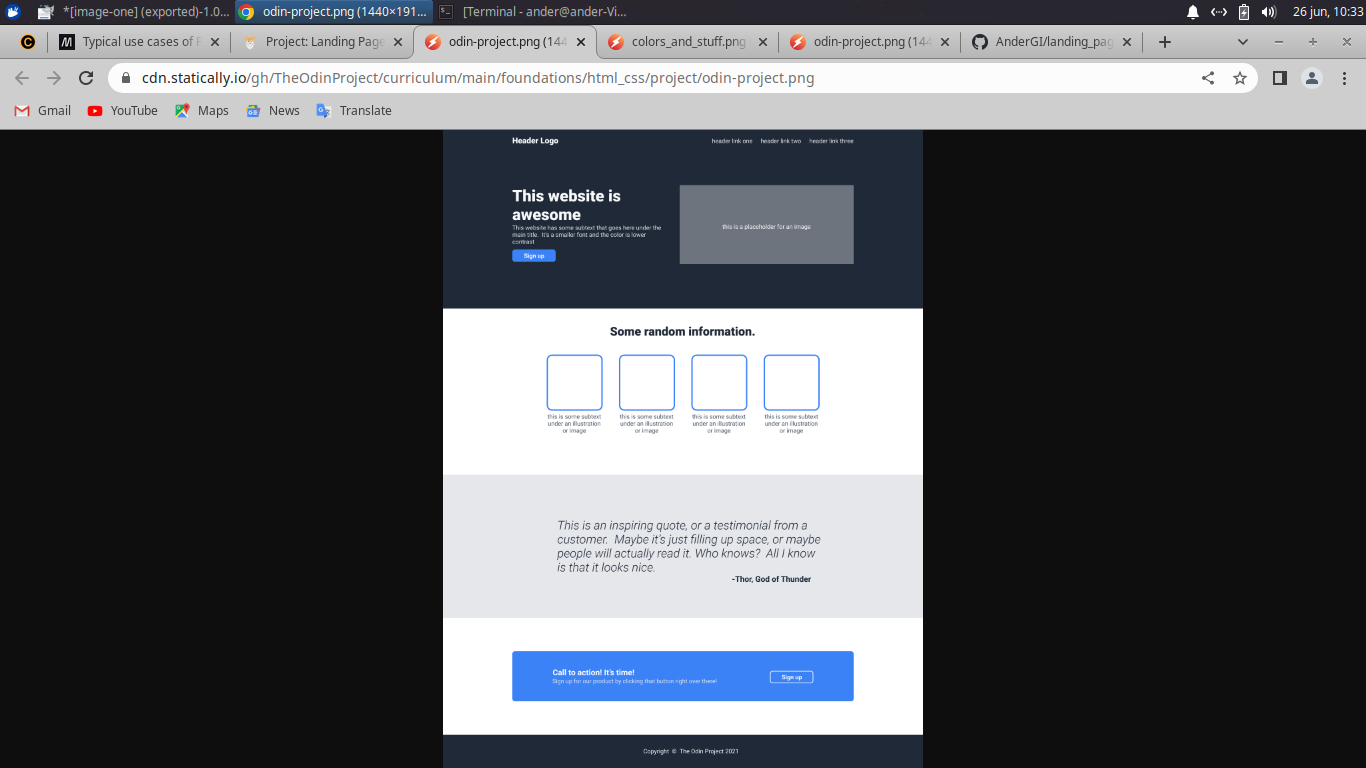 *[image-one] (exported)-1.0...
odin-project.png (1440×191...
[Terminal - ander@ander-Vi...
26 jun, 10:33
Typical use cases of F
Project: Landing Page
odin-project.png (144
colors_and_stuff.png
odin-project.png (144
AnderGI/landing_pag
cdn.statically.io/gh/TheOdinProject/curriculum/main/foundations/html_css/project/odin-project.png
Gmail
YouTube
Maps
News
Translate
Header Logo
header link one
header link two
header link three
This website is
awesome
This website has some subtext that goes here under the
main title.  It's a smaller font and the color is lower
contrast
Sign up
this is a placeholder for an image
Some random information.
this is some subtext
under an illustration
or image
this is some subtext
under an illustration
or image
this is some subtext
under an illustration
or image
this is some subtext
under an illustration
or image
This is an inspiring quote, or a testimonial from a
customer.  Maybe it's just filling up space, or maybe
people will actually read it. Who knows?  All I know
is that it looks nice.
-Thor, God of Thunder
Call to action! It's time!
Sign up for our product by clicking that button right over there!
Sign up
Copyright © The Odin Project 2021